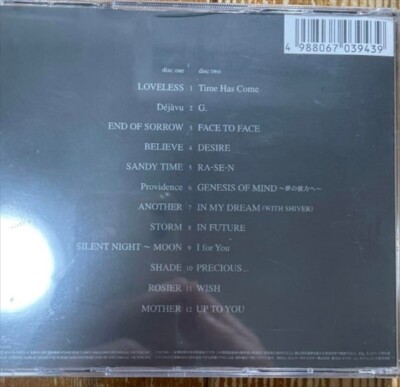 4 988067 039439
disc one disc two
LOVELESS 1 Time Has Come
Déjàvu 2 G.
END OF SORROW 3 FACE TO FACE
BELIEVE 4 DESIRE
SANDY TIME 5 RA-SE-N
Providence 6 GENESIS OF MIND ～夢の彼方へ～
ANOTHER 7 IN MY DREAM (WITH SHIVER)
STORM 8 IN FUTURE
SILENT NIGHT ～ MOON 9 I for You
SHADE 10 PRECIOUS...
ROSIER 11 WISH
MOTHER 12 UP TO YOU